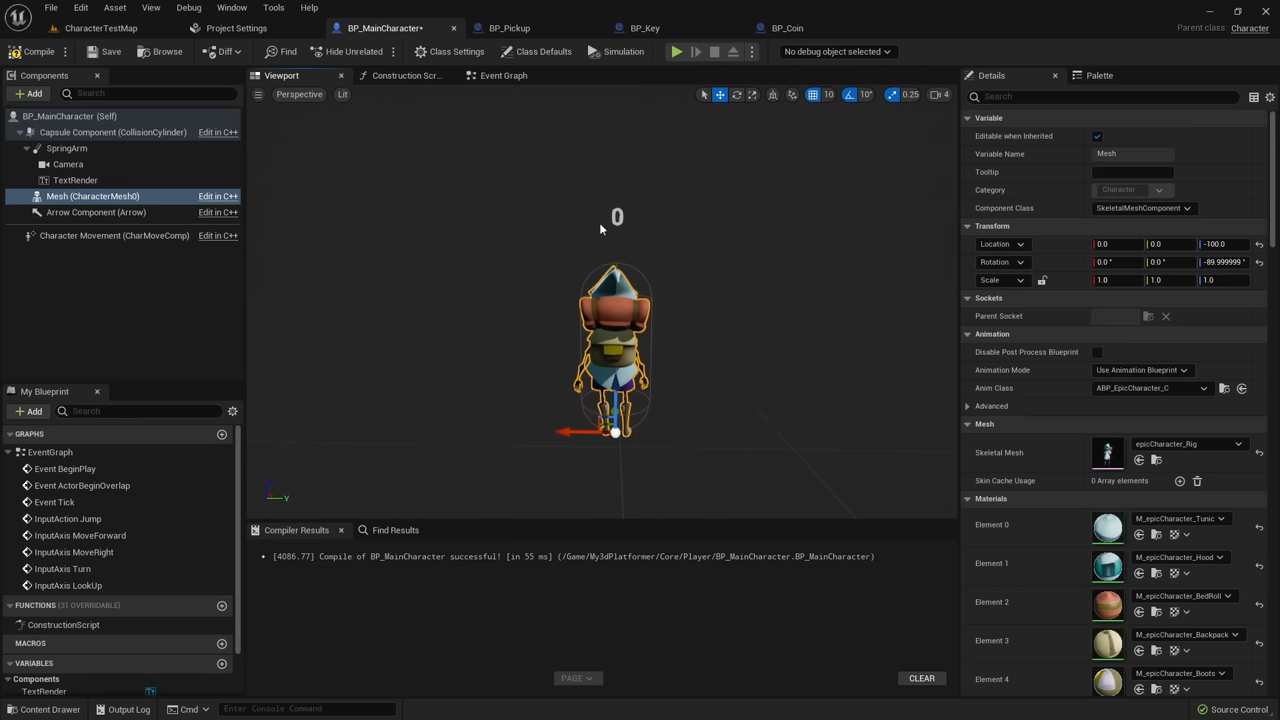 File Edit Asset View Debug Window Tools Help
CharacterTestMap Project Settings BP_MainCharacter* BP_Pickup BP_Key BP_Coin Parent class: Character
Compile Save Browse Diff Find Hide Unrelated Class Settings Class Defaults Simulation No debug object selected
Components
Add Search
BP_MainCharacter (Self)
Capsule Component (CollisionCylinder) Edit in C++
SpringArm
Camera
TextRender
Mesh (CharacterMesh0) Edit in C++
Arrow Component (Arrow) Edit in C++
Character Movement (CharMoveComp) Edit in C++
My Blueprint
Add Search
GRAPHS
EventGraph
Event BeginPlay
Event ActorBeginOverlap
Event Tick
InputAction Jump
InputAxis MoveForward
InputAxis MoveRight
InputAxis Turn
InputAxis LookUp
FUNCTIONS (31 OVERRIDABLE)
ConstructionScript
MACROS
VARIABLES
Components
TextRender
Viewport Construction Scr... Event Graph
Perspective Lit 10 10° 0.25 4
0
Z
Y
Compiler Results Find Results
[4086.77] Compile of BP_MainCharacter successful! [in 55 ms] (/Game/My3dPlatformer/Core/Player/BP_MainCharacter.BP_MainCharacter)
PAGE CLEAR
Details Palette
Search
Variable
Editable when Inherited
Variable Name Mesh
Tooltip
Category Character
Component Class SkeletalMeshComponent
Transform
Location 0.0 0.0 -100.0
Rotation 0.0 ° 0.0 ° -89.999999 °
Scale 1.0 1.0 1.0
Sockets
Parent Socket
Animation
Disable Post Process Blueprint
Animation Mode Use Animation Blueprint
Anim Class ABP_EpicCharacter_C
Advanced
Mesh
Skeletal Mesh epicCharacter_Rig
Skin Cache Usage 0 Array elements
Materials
Element 0 M_epicCharacter_Tunic
Element 1 M_epicCharacter_Hood
Element 2 M_epicCharacter_BedRoll
Element 3 M_epicCharacter_Backpack
Element 4 M_epicCharacter_Boots
Content Drawer Output Log Cmd Enter Console Command Source Control